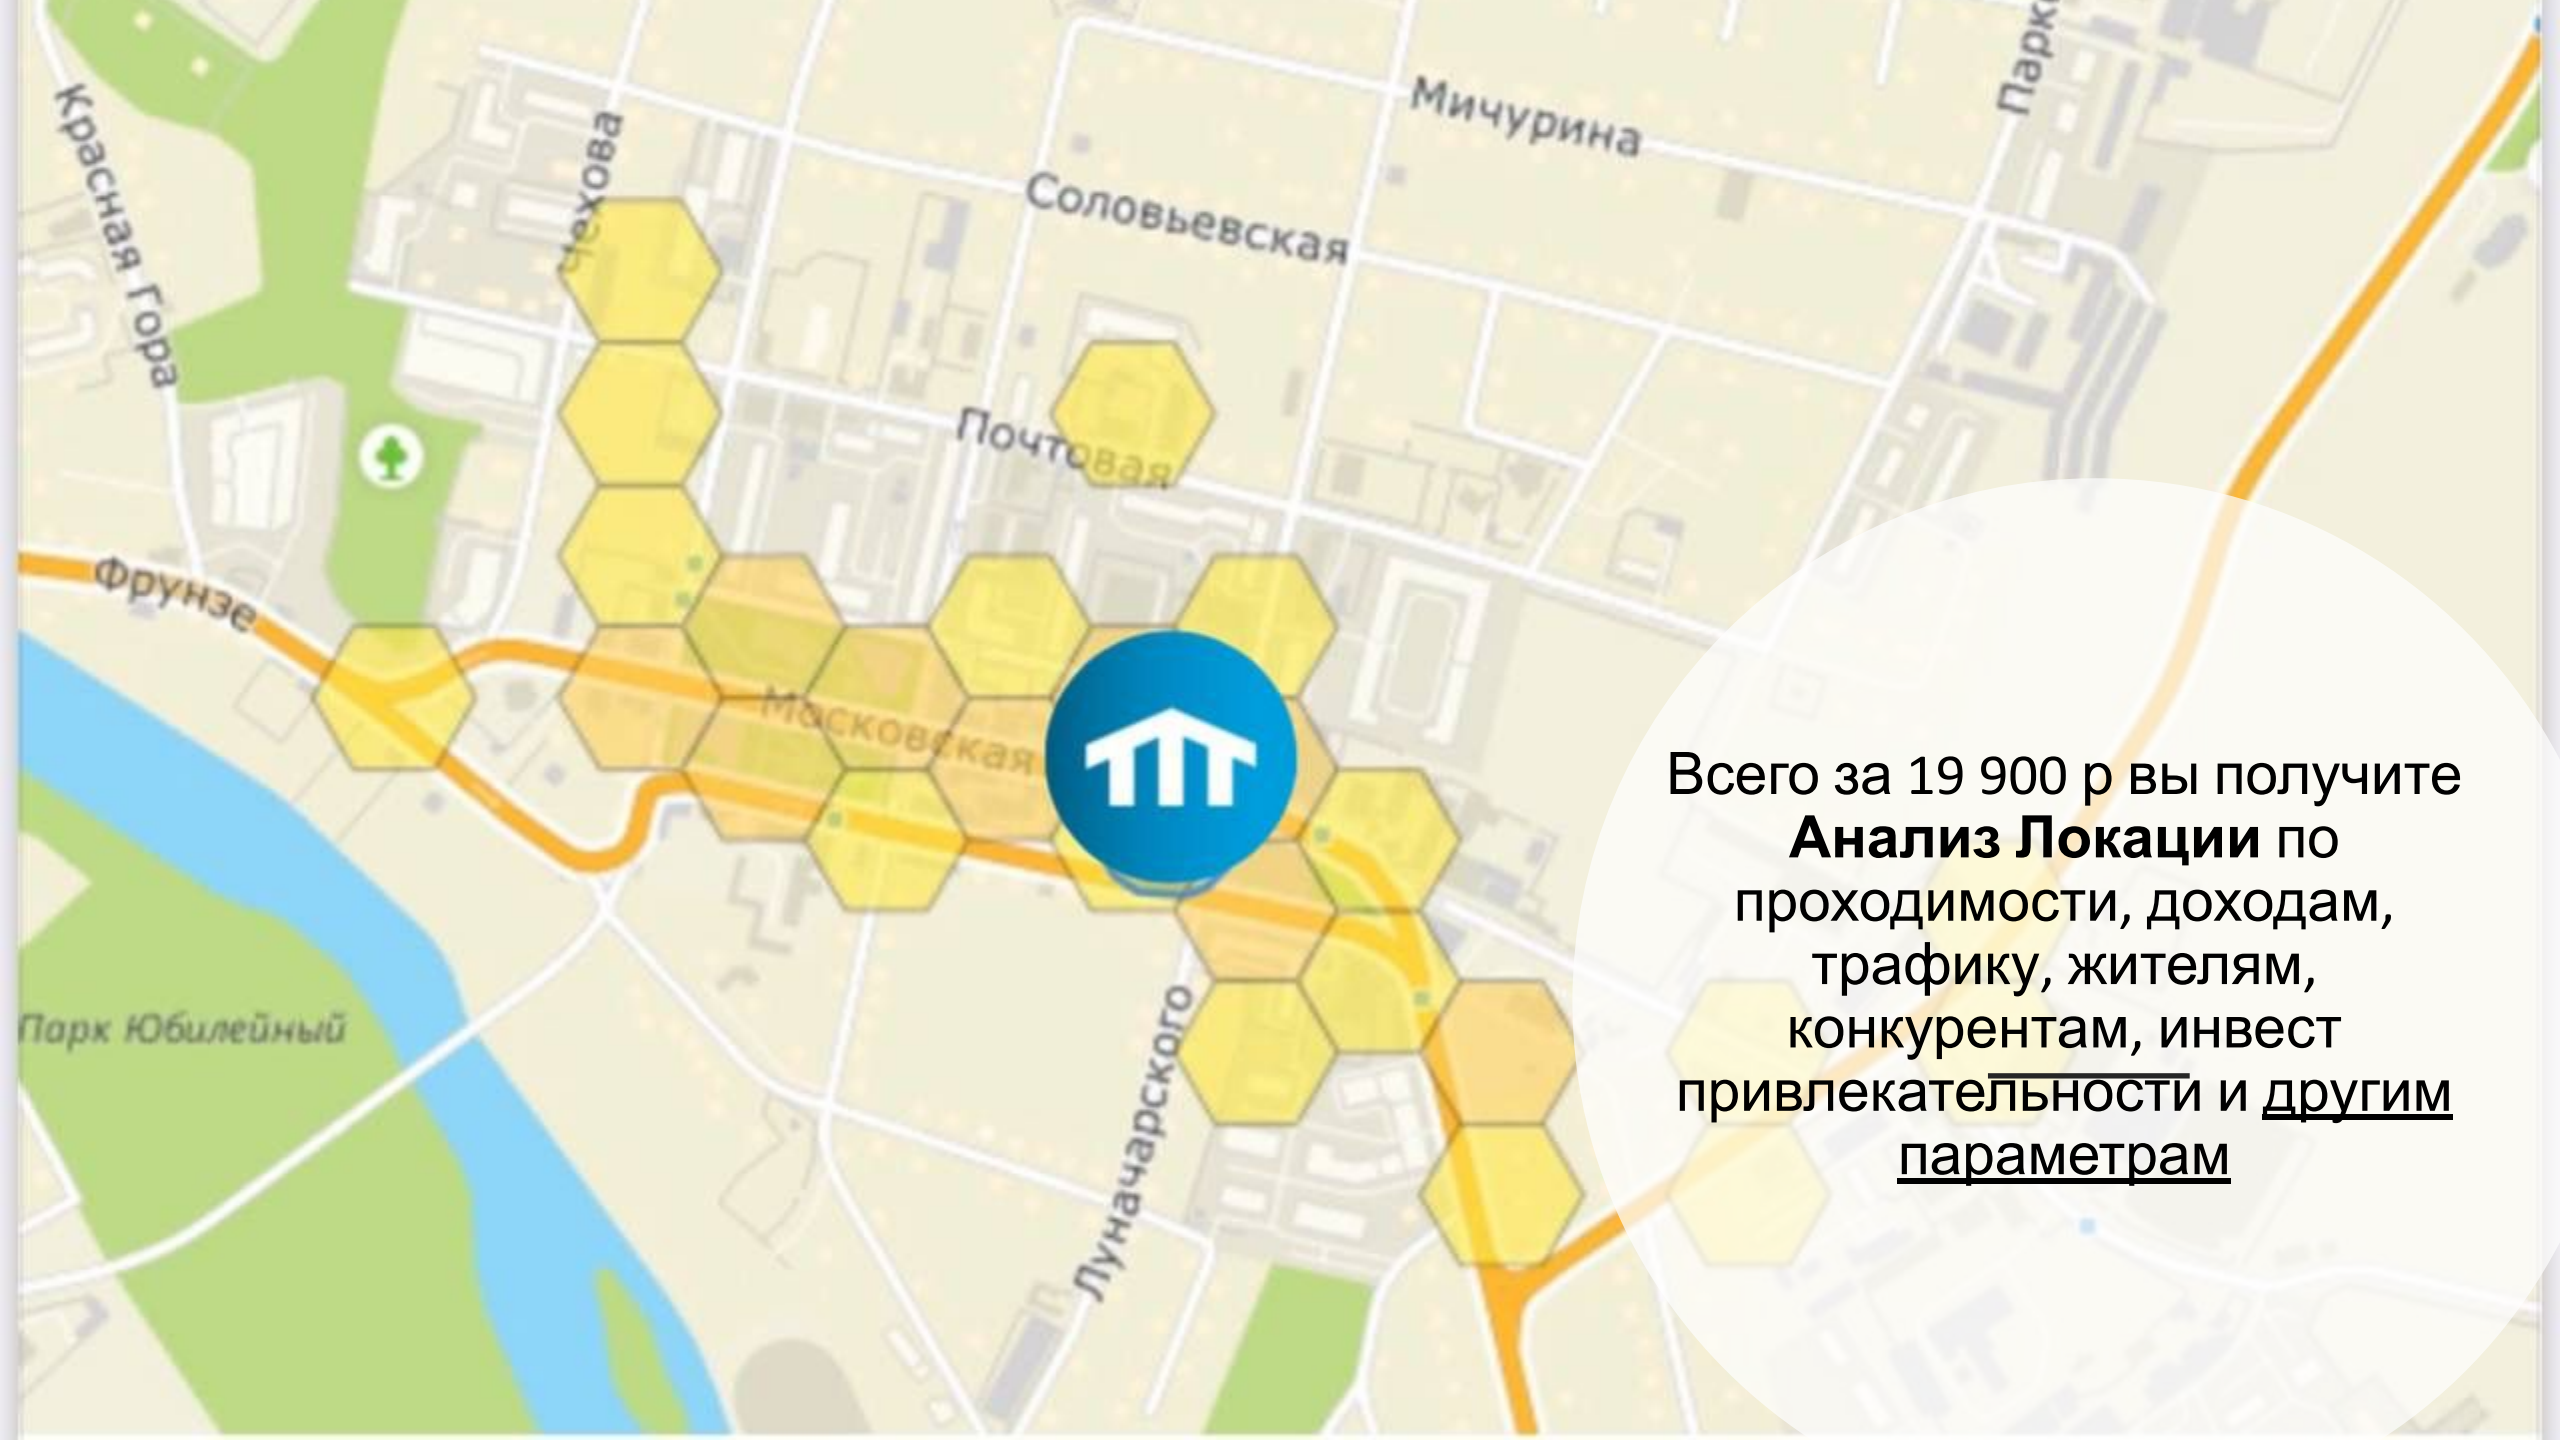 Мичурина
Чехова
Красная Гора
Соловьевская
Почтовая
Фрунзе
Московская
Парк Юбилейный
Луначарского
Всего за 19 900 р вы получите
Анализ Локации по
проходимости, доходам,
трафику, жителям,
конкурентам, инвест
привлекательности и другим
параметрам